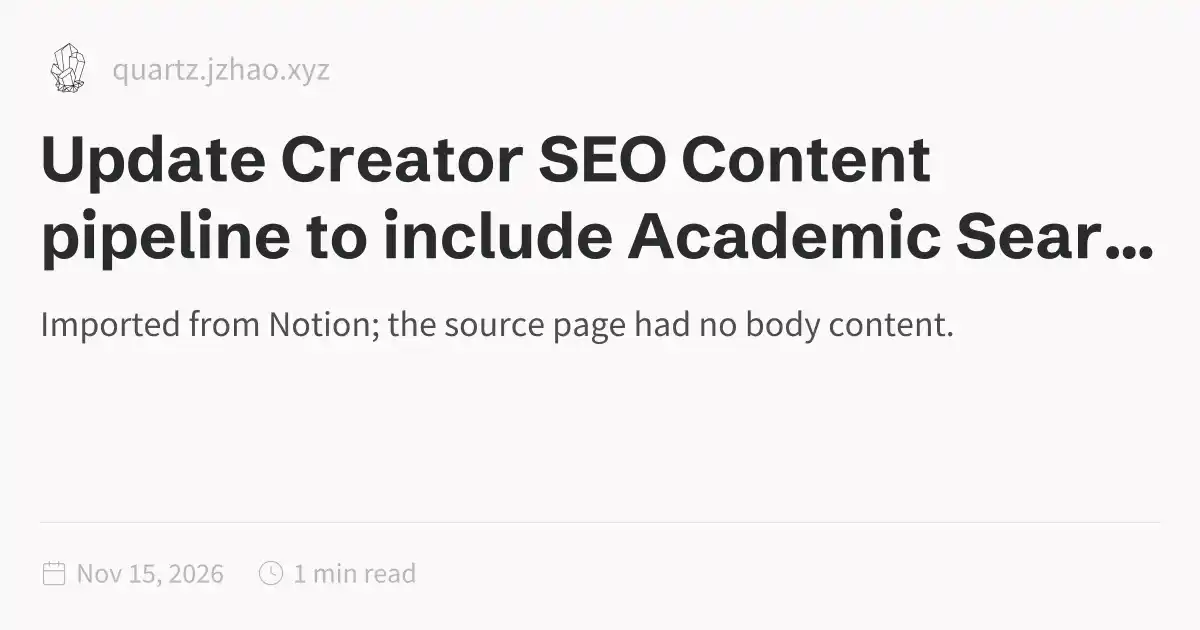 quartz.jzhao.xyz
Update Creator SEO Content
pipeline to include Academic Sear...
Imported from Notion; the source page had no body content.
Nov 15, 2026 1 min read